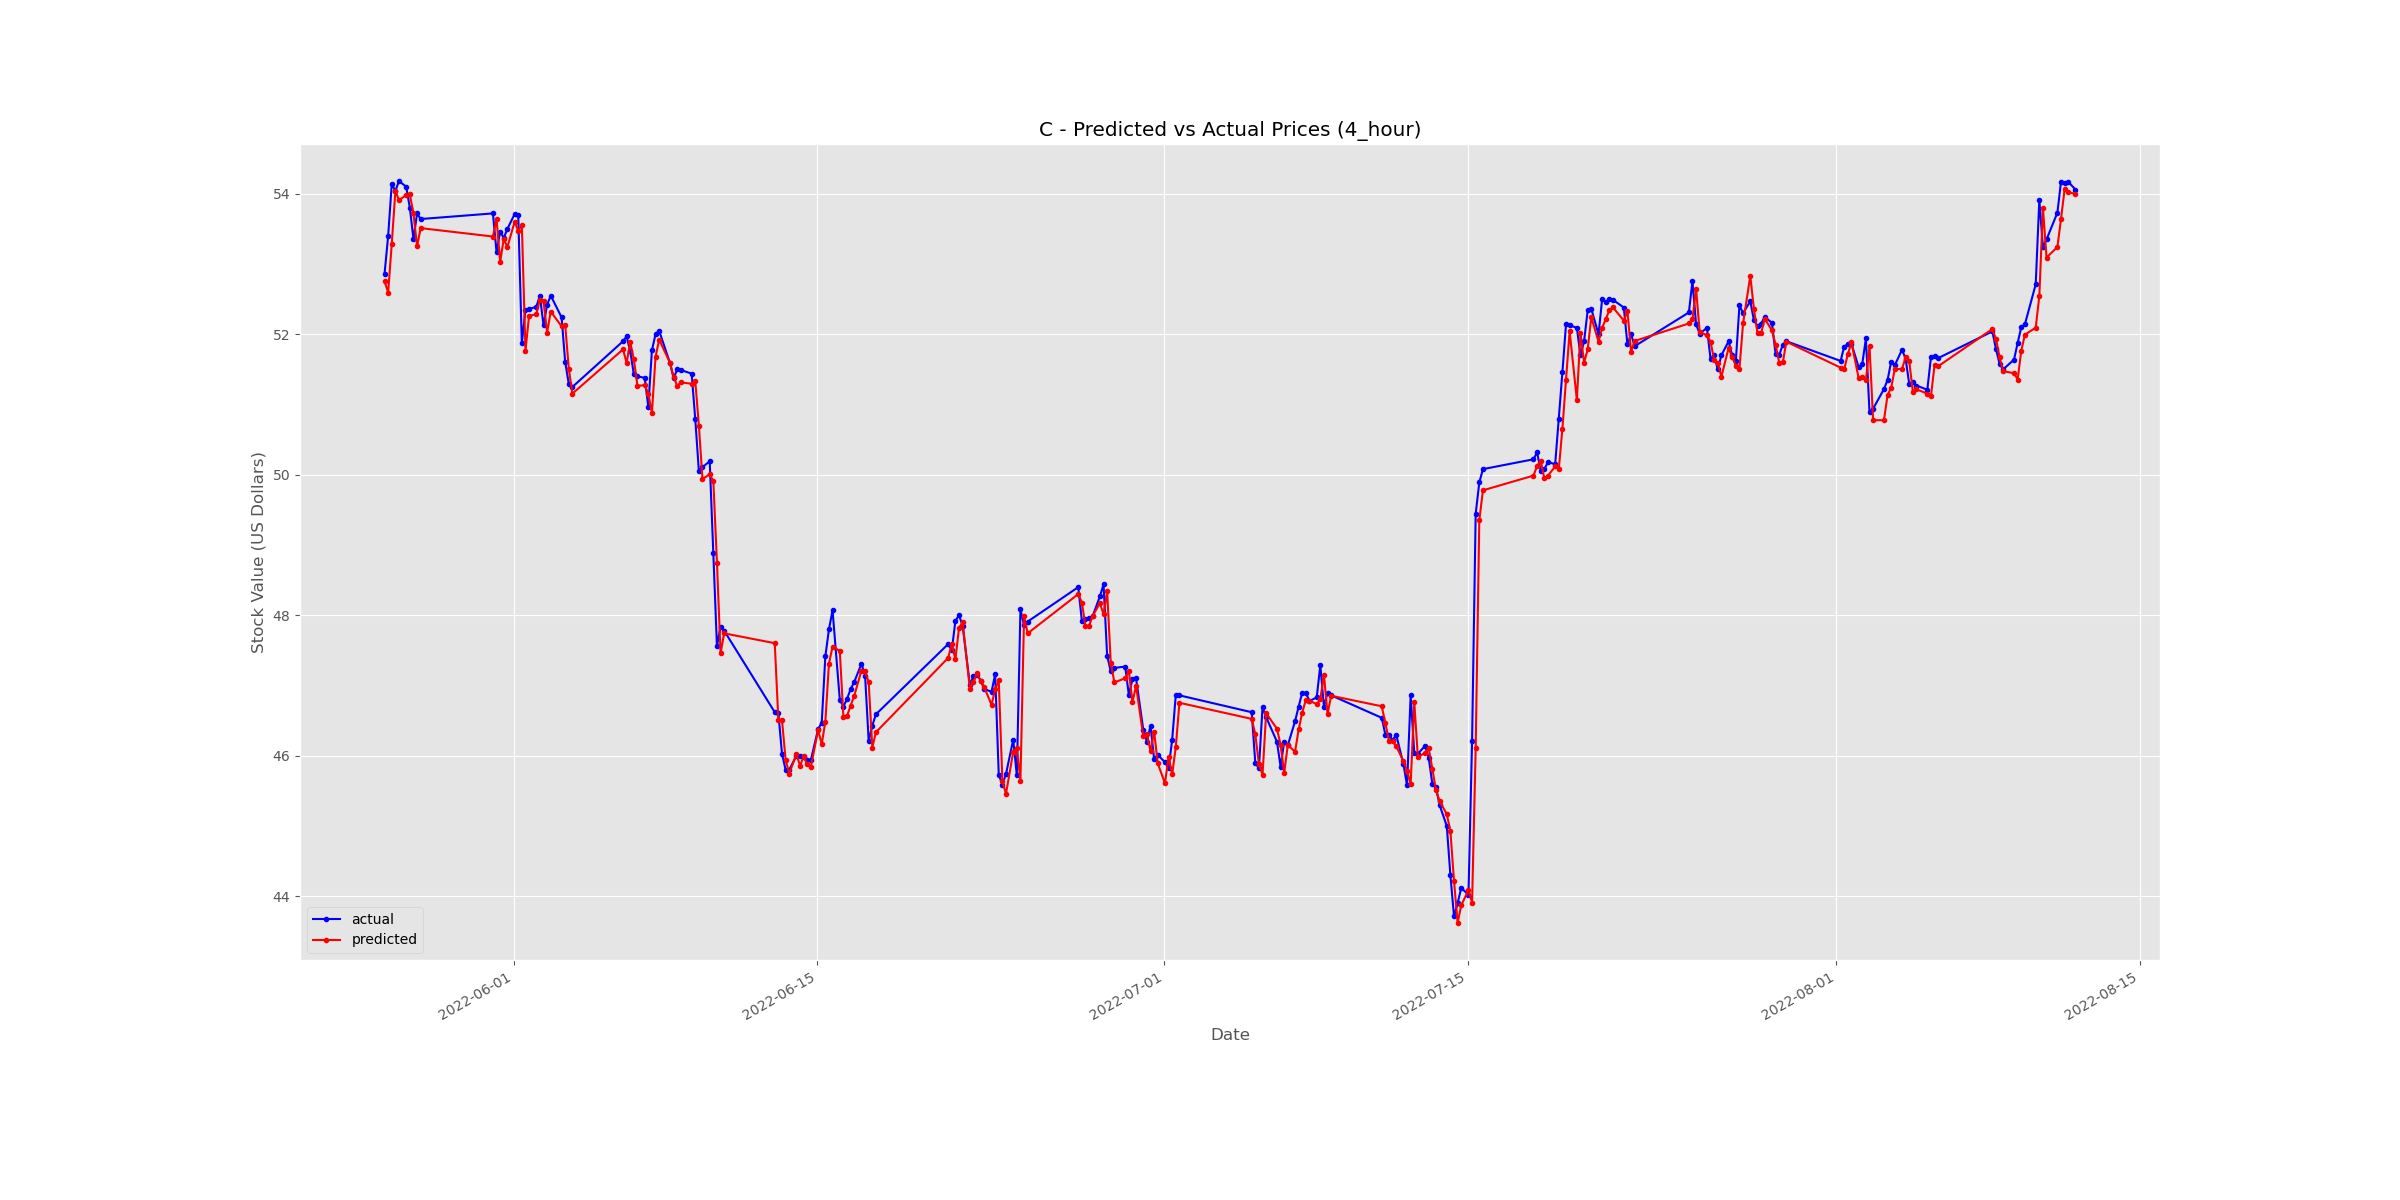 C - Predicted vs Actual Prices (4_hour)
Stock Value (US Dollars)
54
52
50
48
46
44
actual
predicted
2022-06-01
2022-06-15
2022-07-01
2022-07-15
2022-08-01
2022-08-15
Date